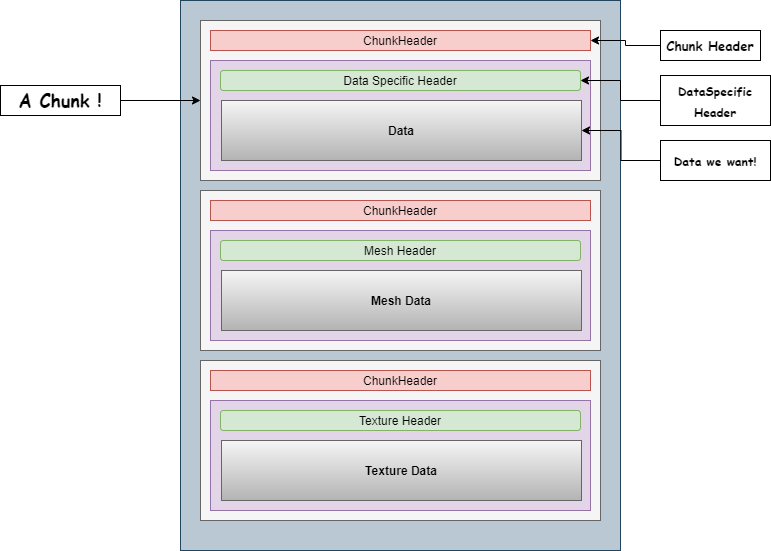 ChunkHeader
Chunk Header
Data Specific Header
A Chunk !
DataSpecific
Header
Data
Data we want!
ChunkHeader
Mesh Header
Mesh Data
ChunkHeader
Texture Header
Texture Data